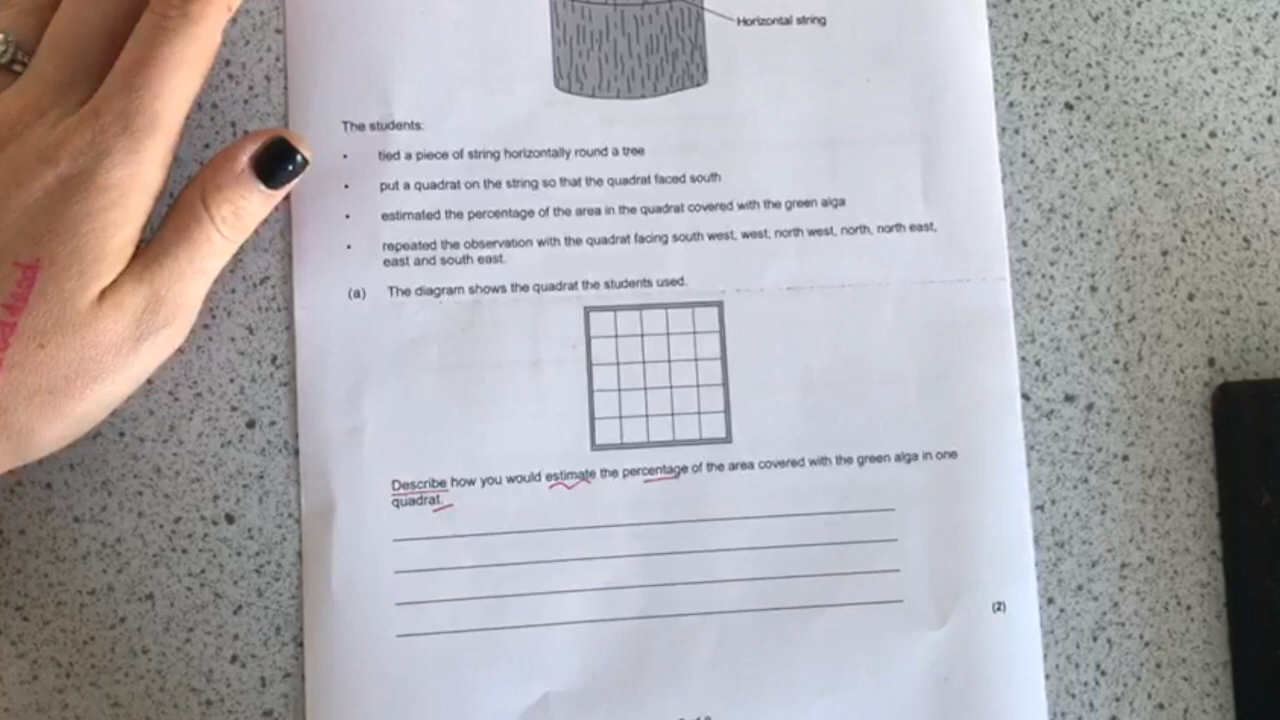 Horizontal string
The students:
• tied a piece of string horizontally round a tree
• put a quadrat on the string so that the quadrat faced south
• estimated the percentage of the area in the quadrat covered with the green alga
• repeated the observation with the quadrat facing south west, west, north west, north, north east,
east and south east.
(a) The diagram shows the quadrat the students used.
Describe how you would estimate the percentage of the area covered with the green alga in one
quadrat.
(2)